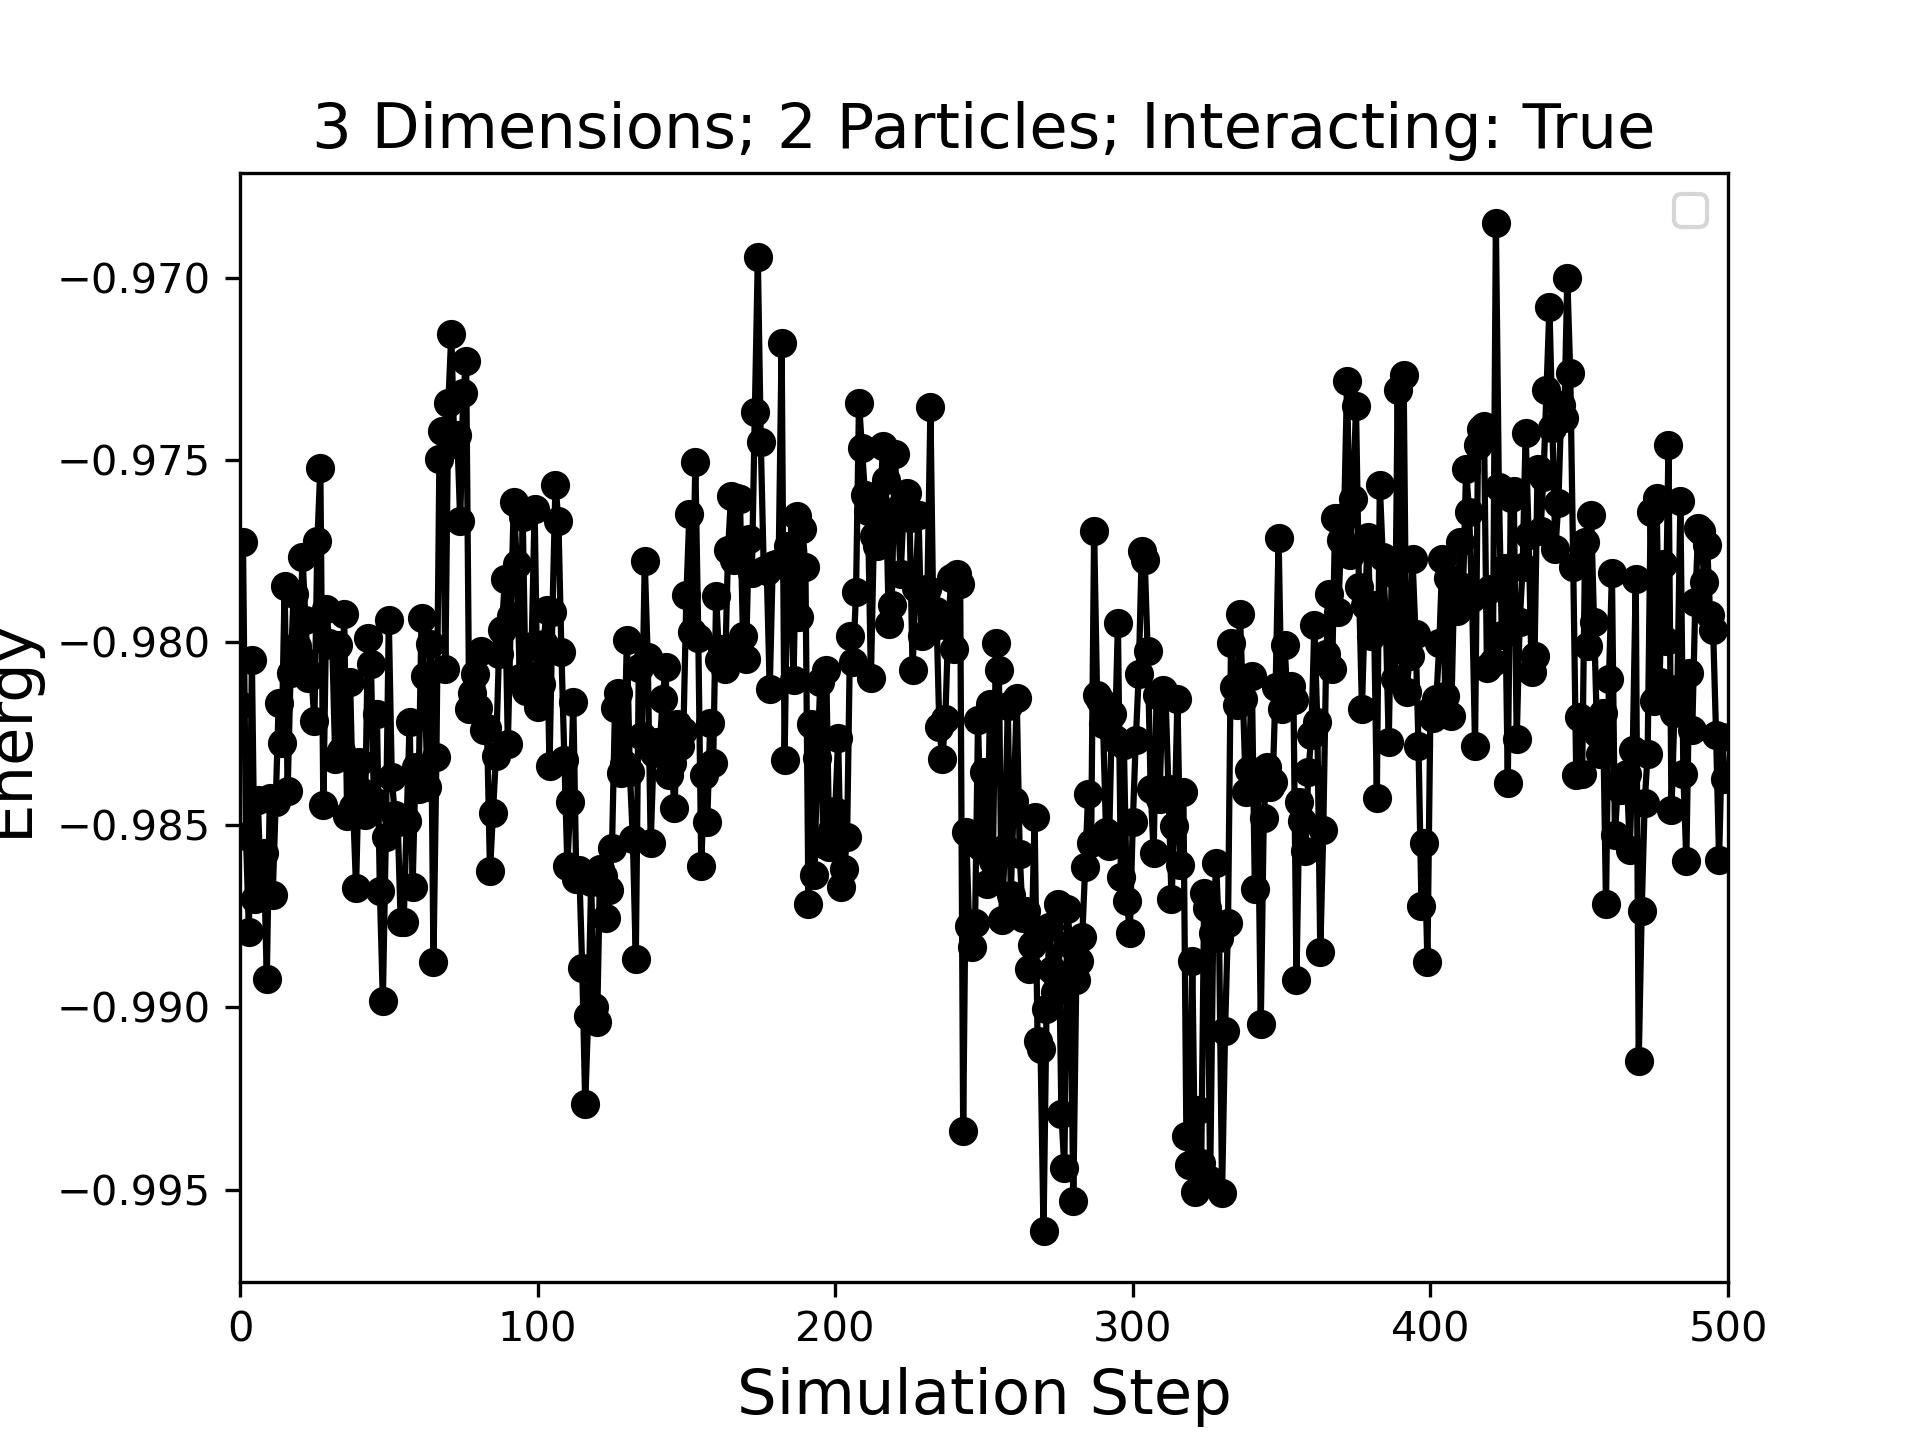 3 Dimensions; 2 Particles; Interacting: True
−0.970
−0.975
−0.980
−0.985
−0.990
−0.995
Energy
0 100 200 300 400 500
Simulation Step